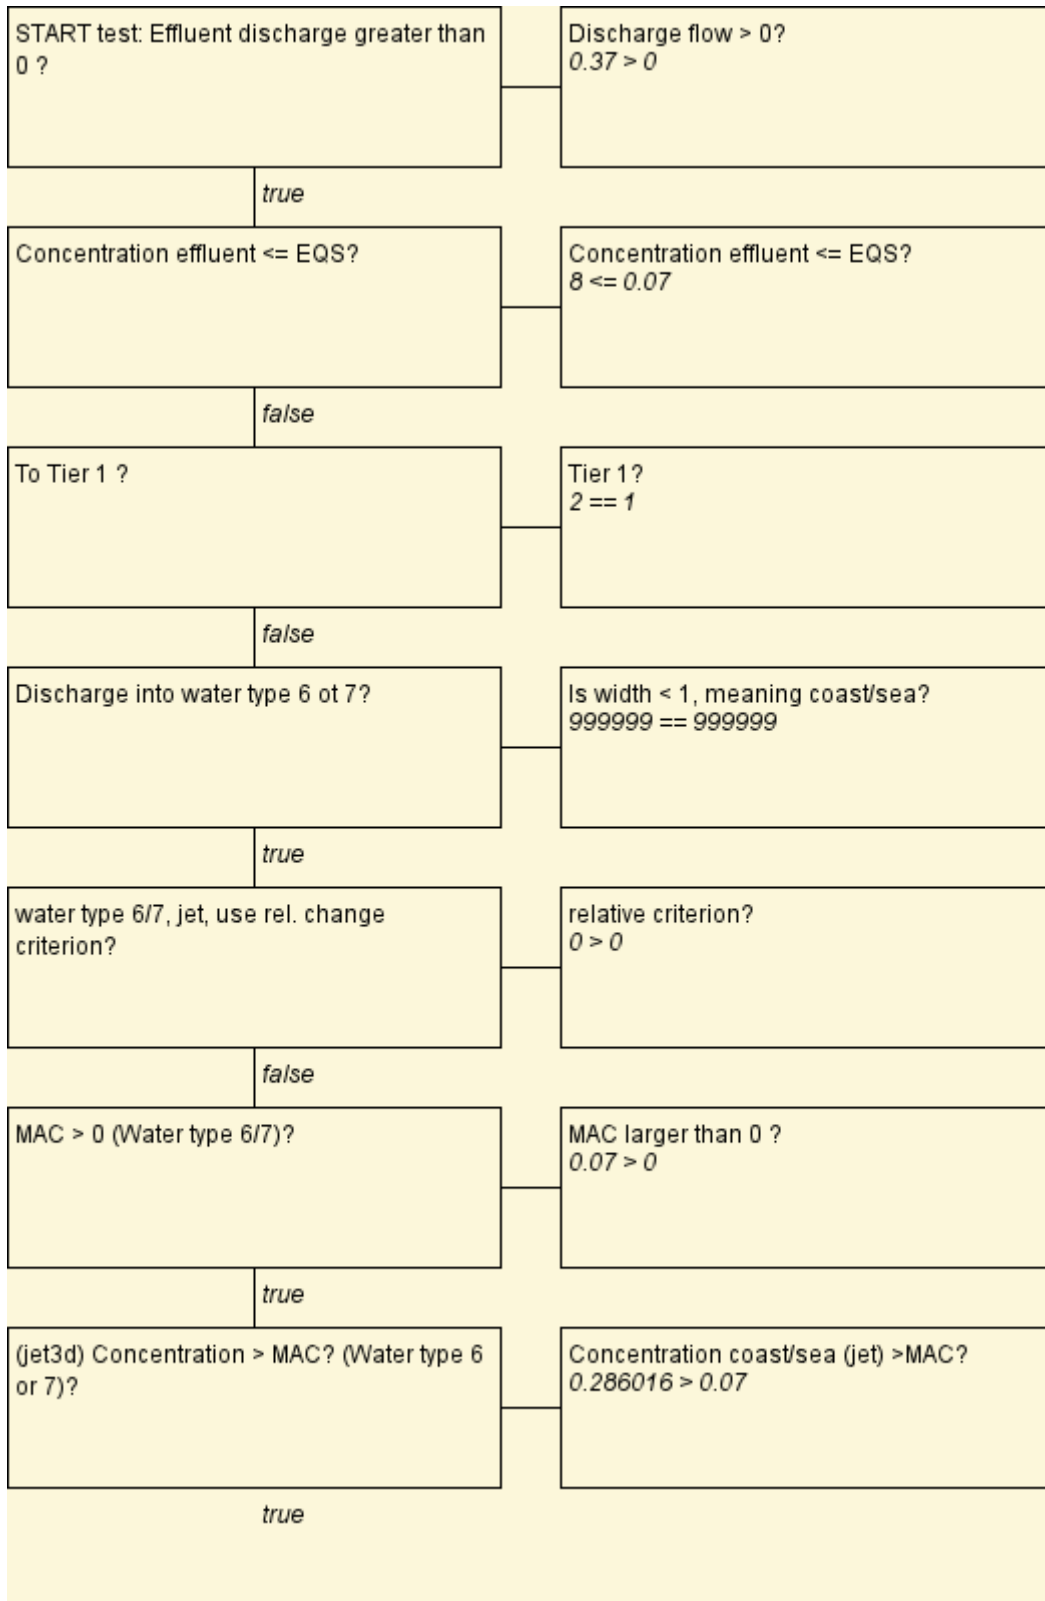 START test: Effluent discharge greater than
0 ?
Discharge flow > 0?
0.37 > 0
true
Concentration effluent <= EQS?
Concentration effluent <= EQS?
8 <= 0.07
false
To Tier 1 ?
Tier 1?
2 == 1
false
Discharge into water type 6 ot 7?
Is width < 1, meaning coast/sea?
999999 == 999999
true
water type 6/7, jet, use rel. change
criterion?
relative criterion?
0 > 0
false
MAC > 0 (Water type 6/7)?
MAC larger than 0 ?
0.07 > 0
true
(jet3d) Concentration > MAC? (Water type 6
or 7)?
Concentration coast/sea (jet) >MAC?
0.286016 > 0.07
true